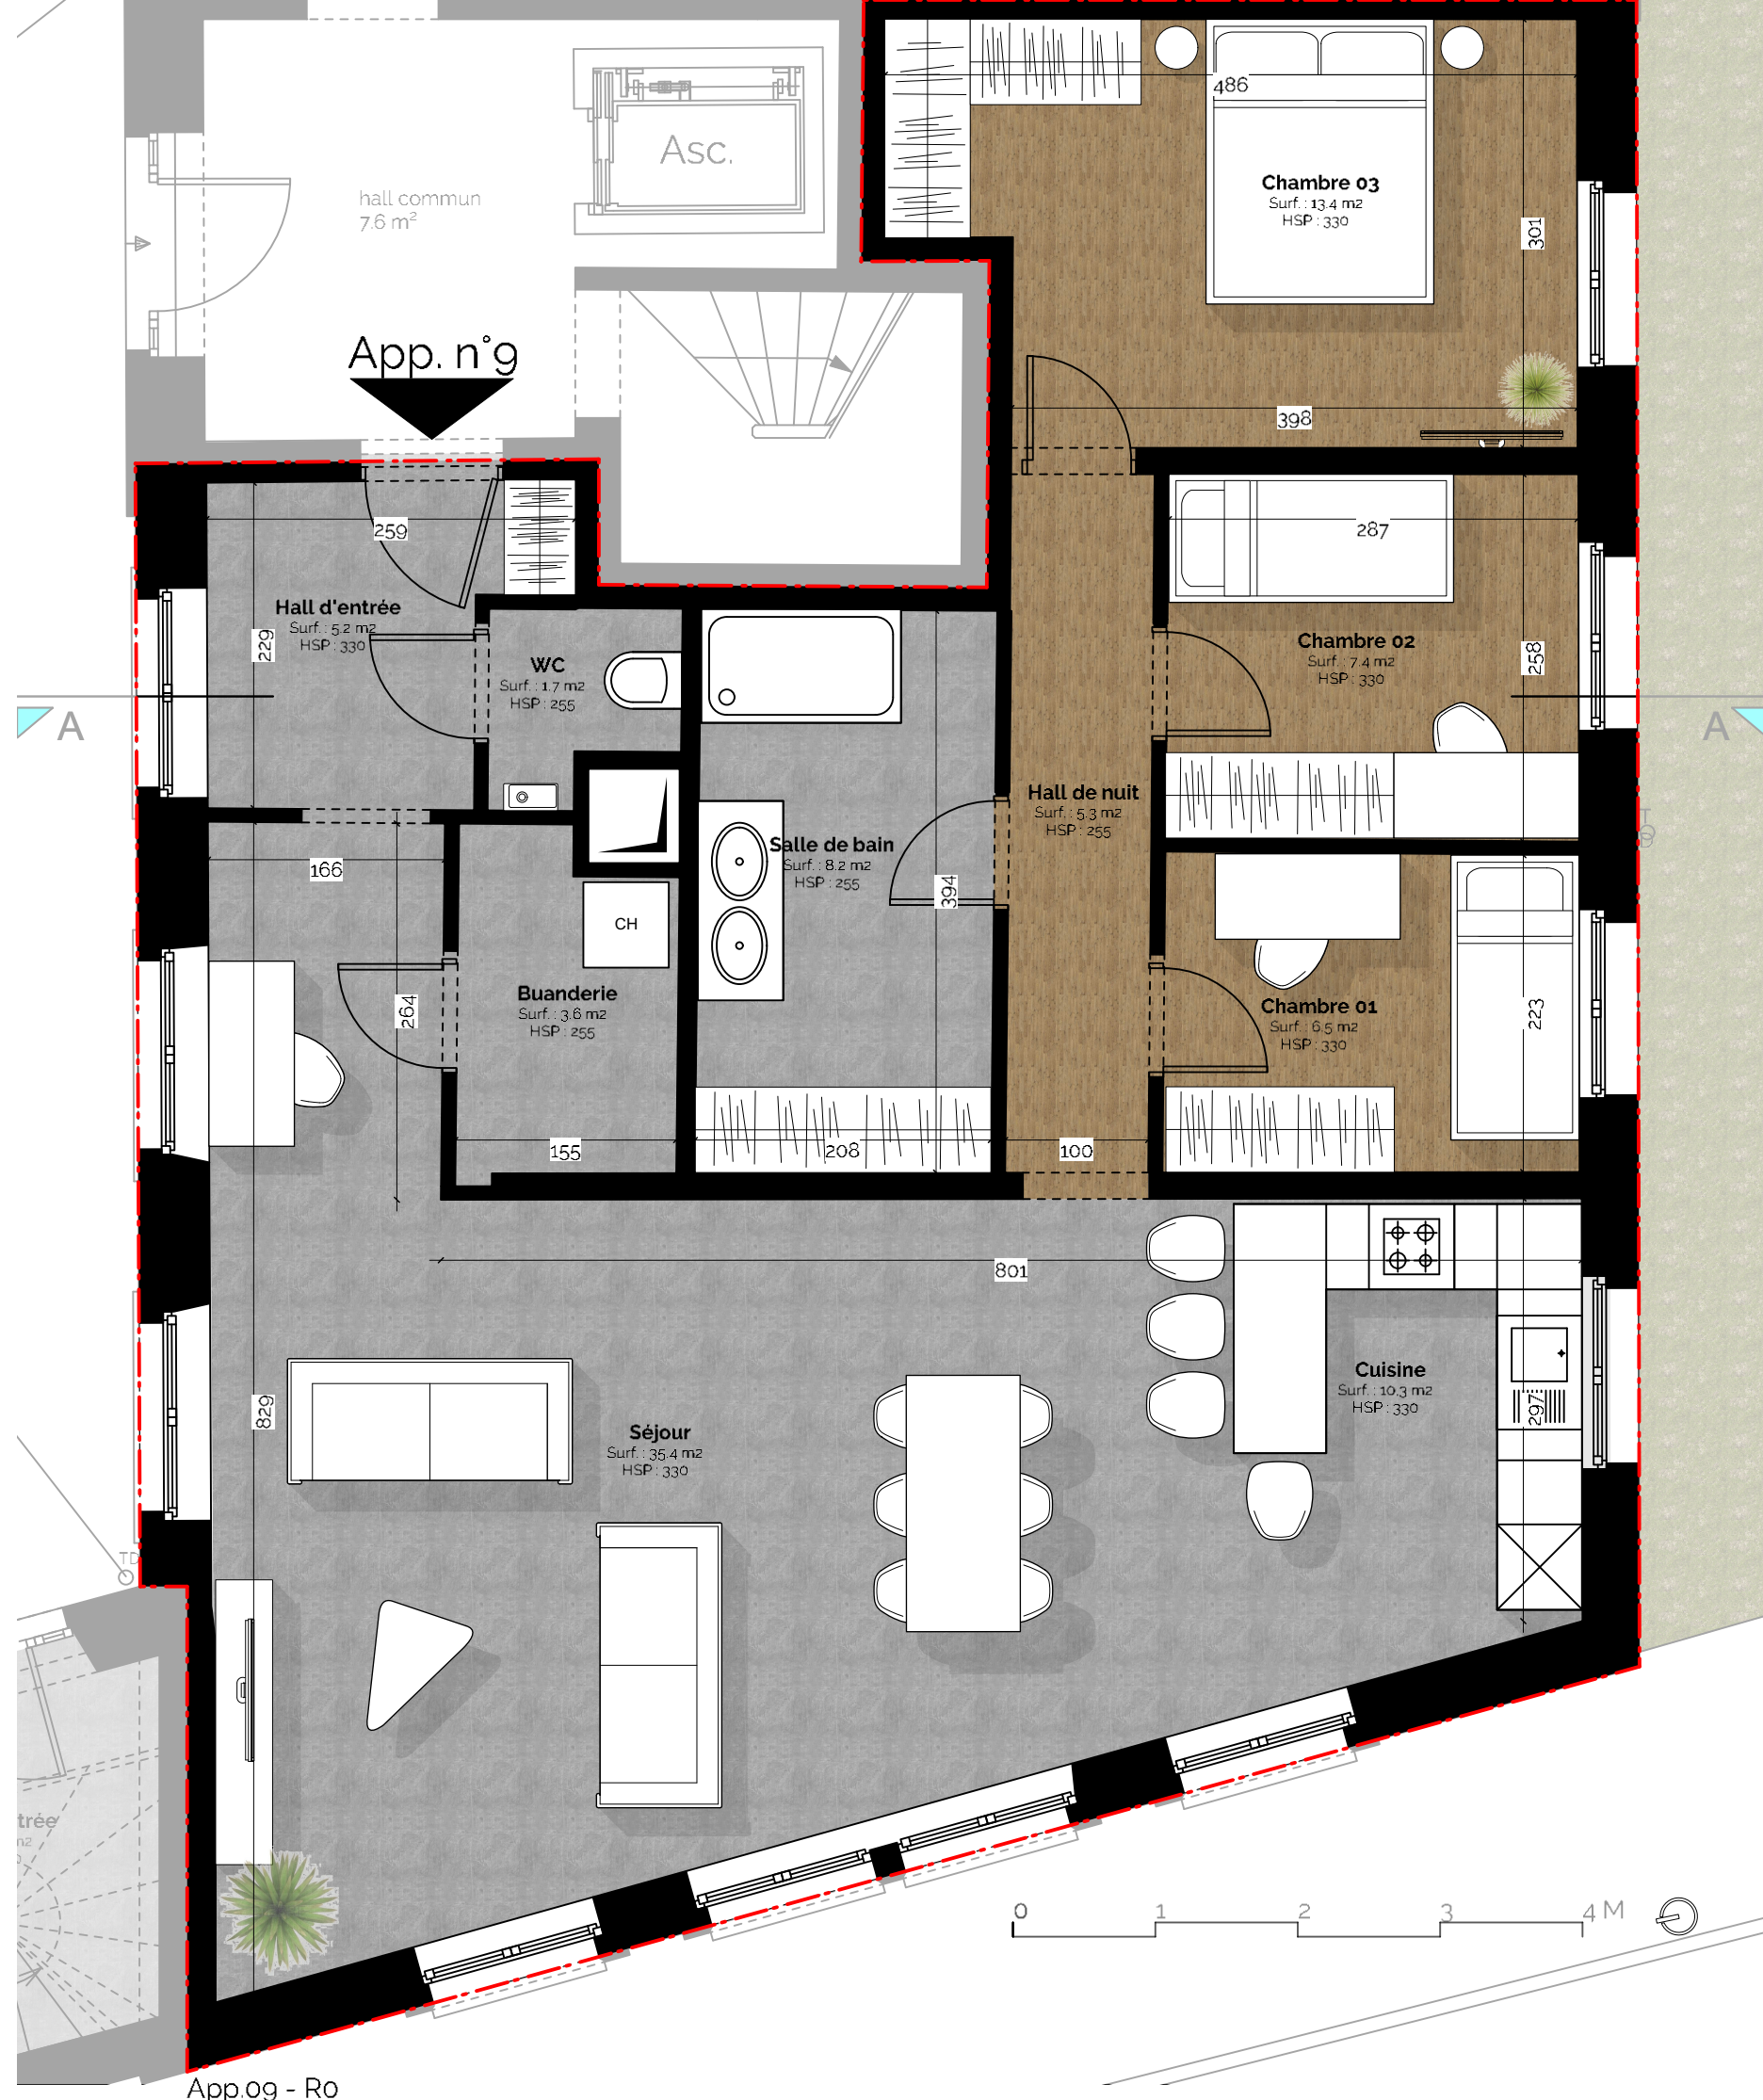 Asc.
hall commun
7.6 m²
486
Chambre 03
Surf. : 13.4 m2
HSP : 330
301
App. n°9
398
259
287
Hall d'entrée
Surf. : 5.2 m2
HSP : 330
229
WC
Surf. : 1.7 m2
HSP : 255
Chambre 02
Surf. : 7.4 m2
HSP : 330
258
A
A
Hall de nuit
Surf. : 5.3 m2
HSP : 255
Salle de bain
Surf. : 8.2 m2
HSP : 255
166
394
CH
Buanderie
Surf. : 3.6 m2
HSP : 255
264
Chambre 01
Surf. : 6.5 m2
HSP : 330
223
155
208
100
801
Cuisine
Surf. : 10.3 m2
HSP : 330
297
829
Séjour
Surf. : 35.4 m2
HSP : 330
TD
trée
m2
0 1 2 3 4 M
App.09 - R0